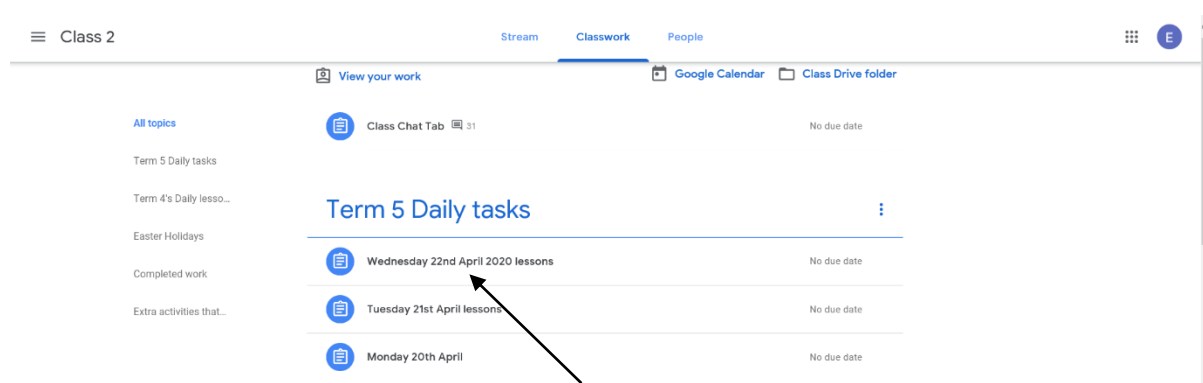 Class 2
Stream Classwork People
E
View your work
Google Calendar Class Drive folder
All topics
Class Chat Tab 31 No due date
Term 5 Daily tasks
Term 4's Daily lesso...
Term 5 Daily tasks
Easter Holidays
Wednesday 22nd April 2020 lessons No due date
Completed work
Extra activities that...
Tuesday 21st April lessons No due date
Monday 20th April No due date